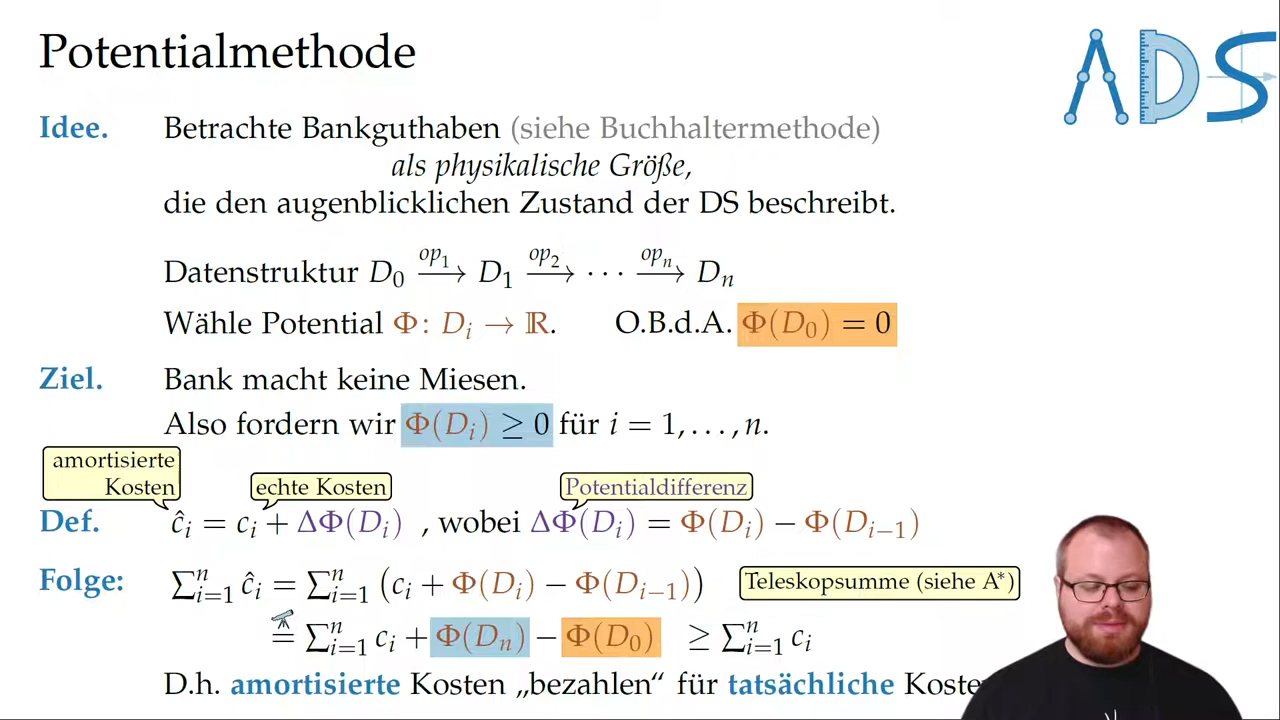 Potentialmethode
ADS
Idee. Betrachte Bankguthaben (siehe Buchhaltermethode)
als physikalische Größe,
die den augenblicklichen Zustand der DS beschreibt.
Datenstruktur D₀ —op₁→ D₁ —op₂→ ⋯ —opₙ→ Dₙ
Wähle Potential Φ: Dᵢ → ℝ. O.B.d.A. Φ(D₀) = 0
Ziel. Bank macht keine Miesen.
Also fordern wir Φ(Dᵢ) ≥ 0 für i = 1, . . . , n.
amortisierte
Kosten
echte Kosten
Potentialdifferenz
Def. ĉᵢ = cᵢ + ΔΦ(Dᵢ) , wobei ΔΦ(Dᵢ) = Φ(Dᵢ) − Φ(Dᵢ₋₁)
Folge: ∑ⁿᵢ₌₁ ĉᵢ = ∑ⁿᵢ₌₁ (cᵢ + Φ(Dᵢ) − Φ(Dᵢ₋₁)) Teleskopsumme (siehe A*)
= ∑ⁿᵢ₌₁ cᵢ + Φ(Dₙ) − Φ(D₀) ≥ ∑ⁿᵢ₌₁ cᵢ
D.h. amortisierte Kosten „bezahlen“ für tatsächliche